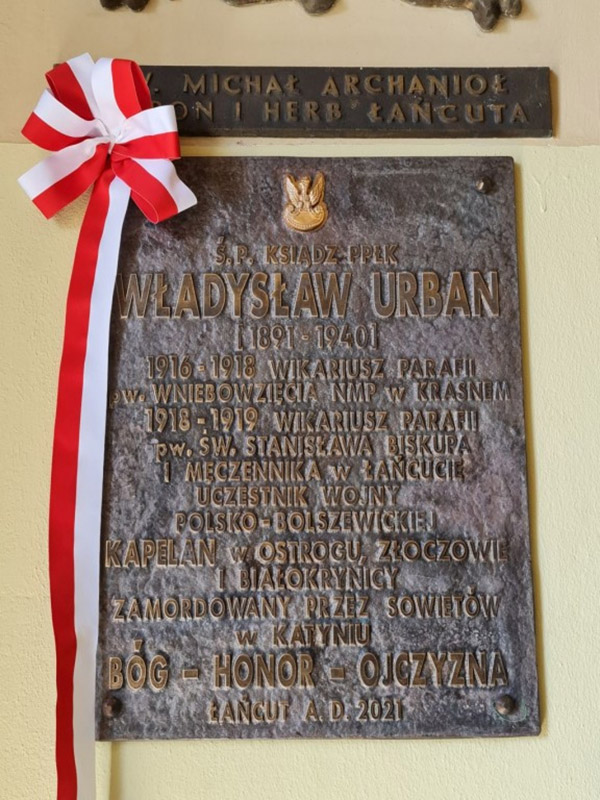 MICHAŁ ARCHANIOŁ
I HERB ŁAŃCUTA
Ś.P. KSIĄDZ PPŁK
WŁADYSŁAW URBAN
[1891-1940]
1916-1918 WIKARIUSZ PARAFII
pw. WNIEBOWZIĘCIA NMP w KRASNEM
1918-1919 WIKARIUSZ PARAFII
pw. ŚW. STANISŁAWA BISKUPA
I MĘCZENNIKA w ŁAŃCUCIE
UCZESTNIK WOJNY
POLSKO-BOLSZEWICKIEJ
KAPELAN w OSTROGU, ZŁOCZOWIE
I BIAŁOKRYNICY
ZAMORDOWANY PRZEZ SOWIETÓW
w KATYNIU
BÓG - HONOR - OJCZYZNA
ŁAŃCUT A.D. 2021